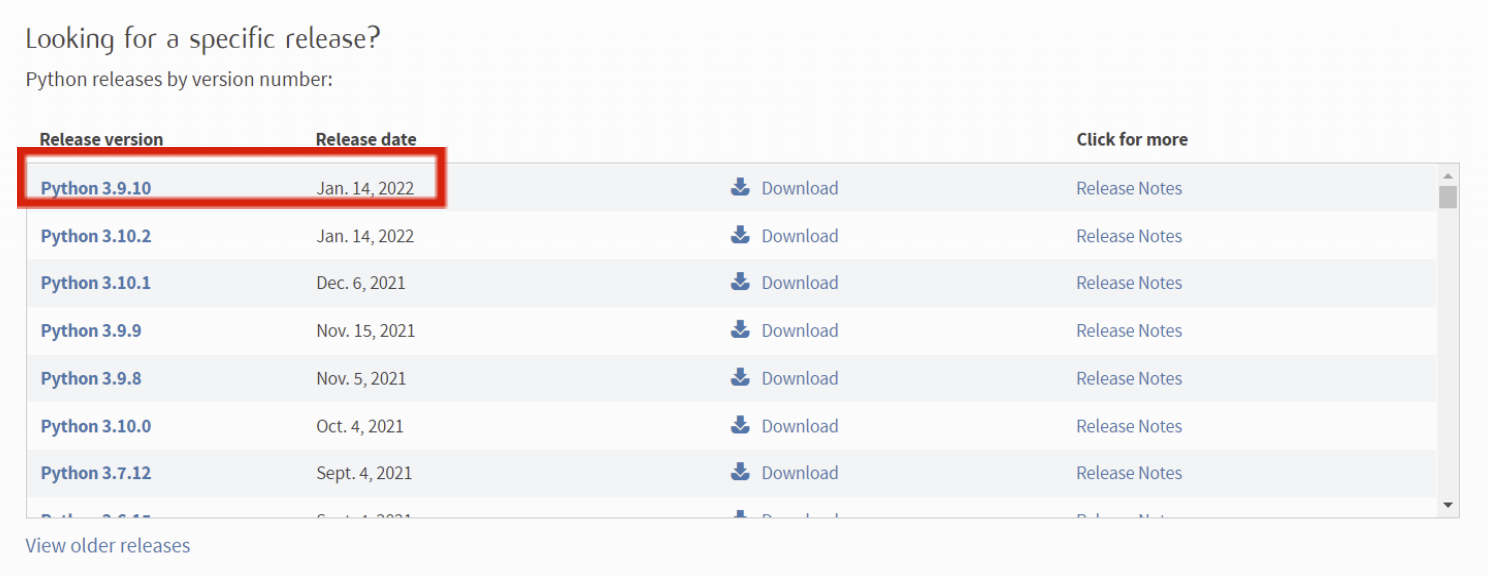 Looking for a specific release?
Python releases by version number:
Release version Release date Click for more
Python 3.9.10 Jan. 14, 2022 Download Release Notes
Python 3.10.2 Jan. 14, 2022 Download Release Notes
Python 3.10.1 Dec. 6, 2021 Download Release Notes
Python 3.9.9 Nov. 15, 2021 Download Release Notes
Python 3.9.8 Nov. 5, 2021 Download Release Notes
Python 3.10.0 Oct. 4, 2021 Download Release Notes
Python 3.7.12 Sept. 4, 2021 Download Release Notes
View older releases